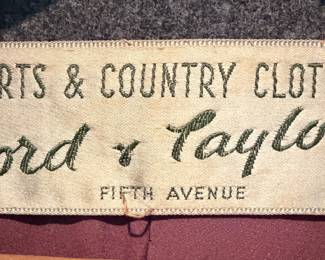 RTS & COUNTRY CLOT
ord & Taylo
FIFTH AVENUE